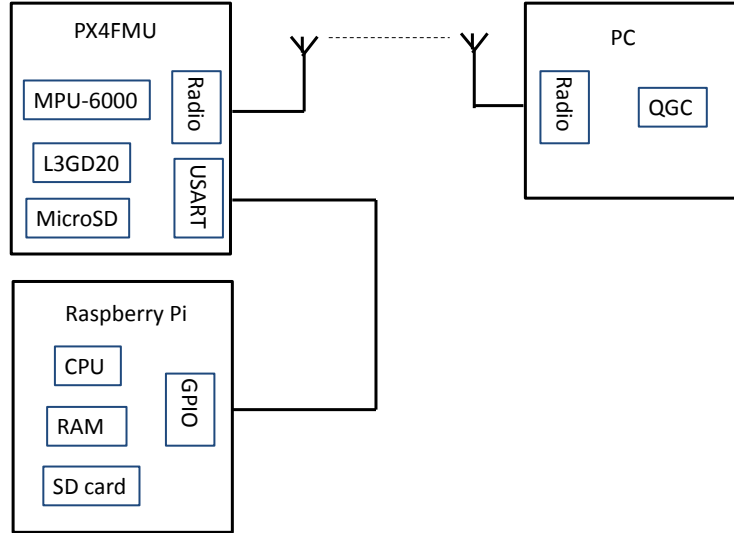 PX4FMU
MPU-6000
Radio
L3GD20
USART
MicroSD
PC
Radio
QGC
Raspberry Pi
CPU
GPIO
RAM
SD card